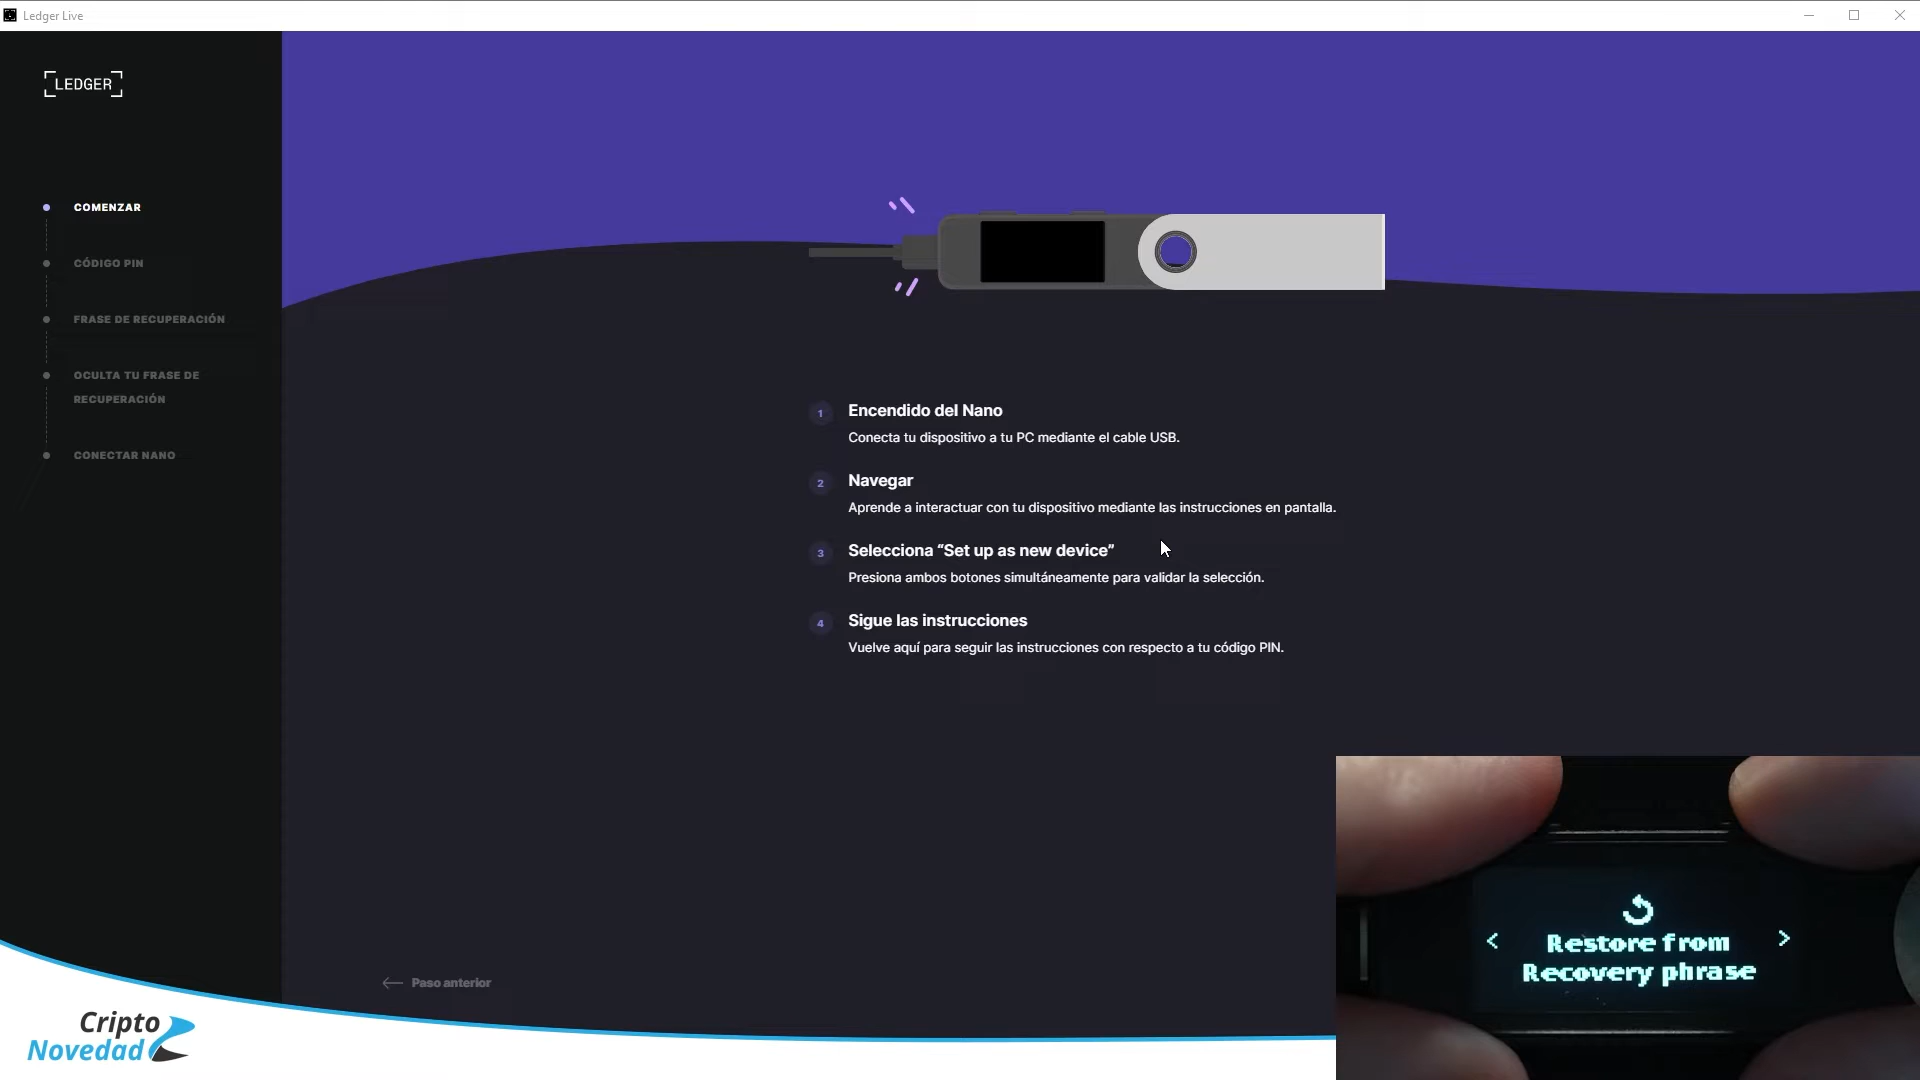 Ledger Live
LEDGER
COMENZAR
CÓDIGO PIN
FRASE DE RECUPERACIÓN
OCULTA TU FRASE DE
RECUPERACIÓN
CONECTAR NANO
1 Encendido del Nano
Conecta tu dispositivo a tu PC mediante el cable USB.
2 Navegar
Aprende a interactuar con tu dispositivo mediante las instrucciones en pantalla.
3 Selecciona “Set up as new device”
Presiona ambos botones simultáneamente para validar la selección.
4 Sigue las instrucciones
Vuelve aquí para seguir las instrucciones con respecto a tu código PIN.
Paso anterior
Cripto
Novedad
Restore from
Recovery phrase